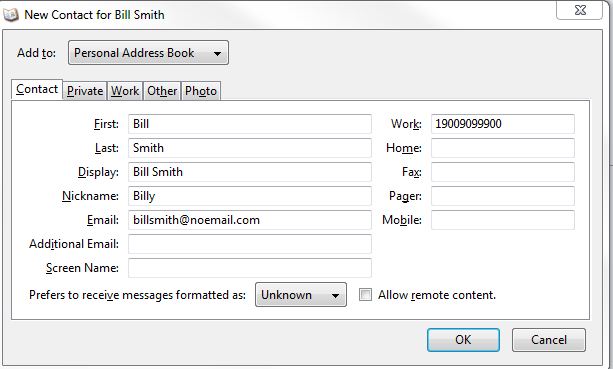 New Contact for Bill Smith
Add to: Personal Address Book
Contact Private Work Other Photo
First: Bill Work: 19009099900
Last: Smith Home:
Display: Bill Smith Fax:
Nickname: Billy Pager:
Email: billsmith@noemail.com Mobile:
Additional Email:
Screen Name:
Prefers to receive messages formatted as: Unknown Allow remote content.
OK Cancel